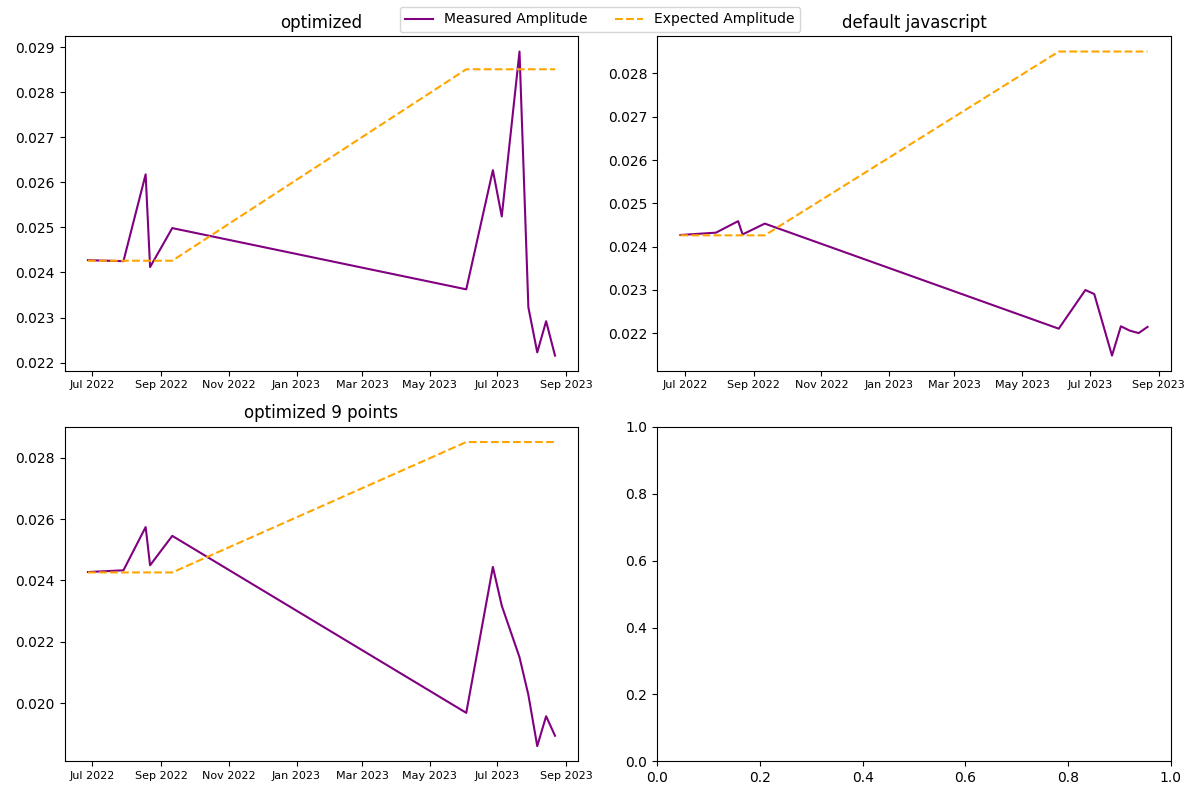 optimized
Measured Amplitude
Expected Amplitude
default javascript
0.029
0.028
0.027
0.026
0.025
0.024
0.023
0.022
Jul 2022 Sep 2022 Nov 2022 Jan 2023 Mar 2023 May 2023 Jul 2023 Sep 2023
0.028
0.027
0.026
0.025
0.024
0.023
0.022
Jul 2022 Sep 2022 Nov 2022 Jan 2023 Mar 2023 May 2023 Jul 2023 Sep 2023
optimized 9 points
0.028
0.026
0.024
0.022
0.020
Jul 2022 Sep 2022 Nov 2022 Jan 2023 Mar 2023 May 2023 Jul 2023 Sep 2023
1.0
0.8
0.6
0.4
0.2
0.0
0.0 0.2 0.4 0.6 0.8 1.0